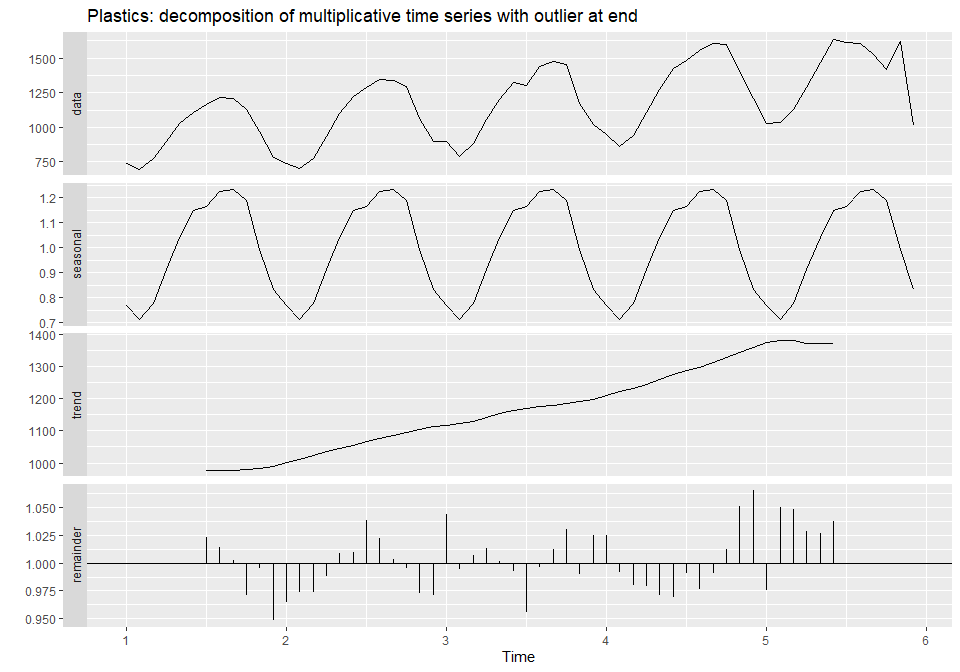 Plastics: decomposition of multiplicative time series with outlier at end
1500
1250
1000
750
data
1.2
1.1
1.0
0.9
0.8
0.7
seasonal
1400
1300
1200
1100
1000
trend
1.050
1.025
1.000
0.975
0.950
remainder
1 2 3 4 5 6
Time